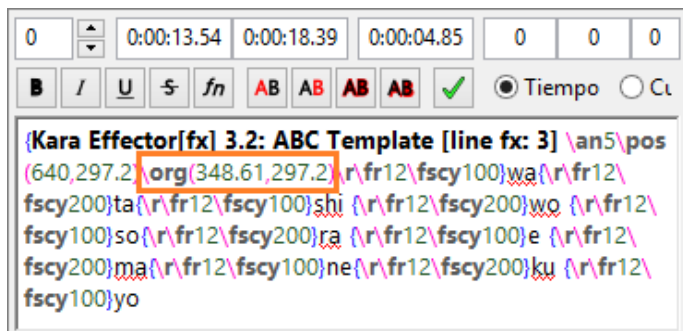 0 0:00:13.54 0:00:18.39 0:00:04.85 0 0 0
B I U S fn AB AB AB AB Tiempo Cu
{Kara Effector[fx] 3.2: ABC Template [line fx: 3] \an5\pos
(640,297.2)\org(348.61,297.2)\r\fr12\fscy100}wa{\r\fr12\
fscy200}ta{\r\fr12\fscy100}shi {\r\fr12\fscy200}wo {\r\fr12\
fscy100}so{\r\fr12\fscy200}ra {\r\fr12\fscy100}e {\r\fr12\
fscy200}ma{\r\fr12\fscy100}ne{\r\fr12\fscy200}ku {\r\fr12\
fscy100}yo